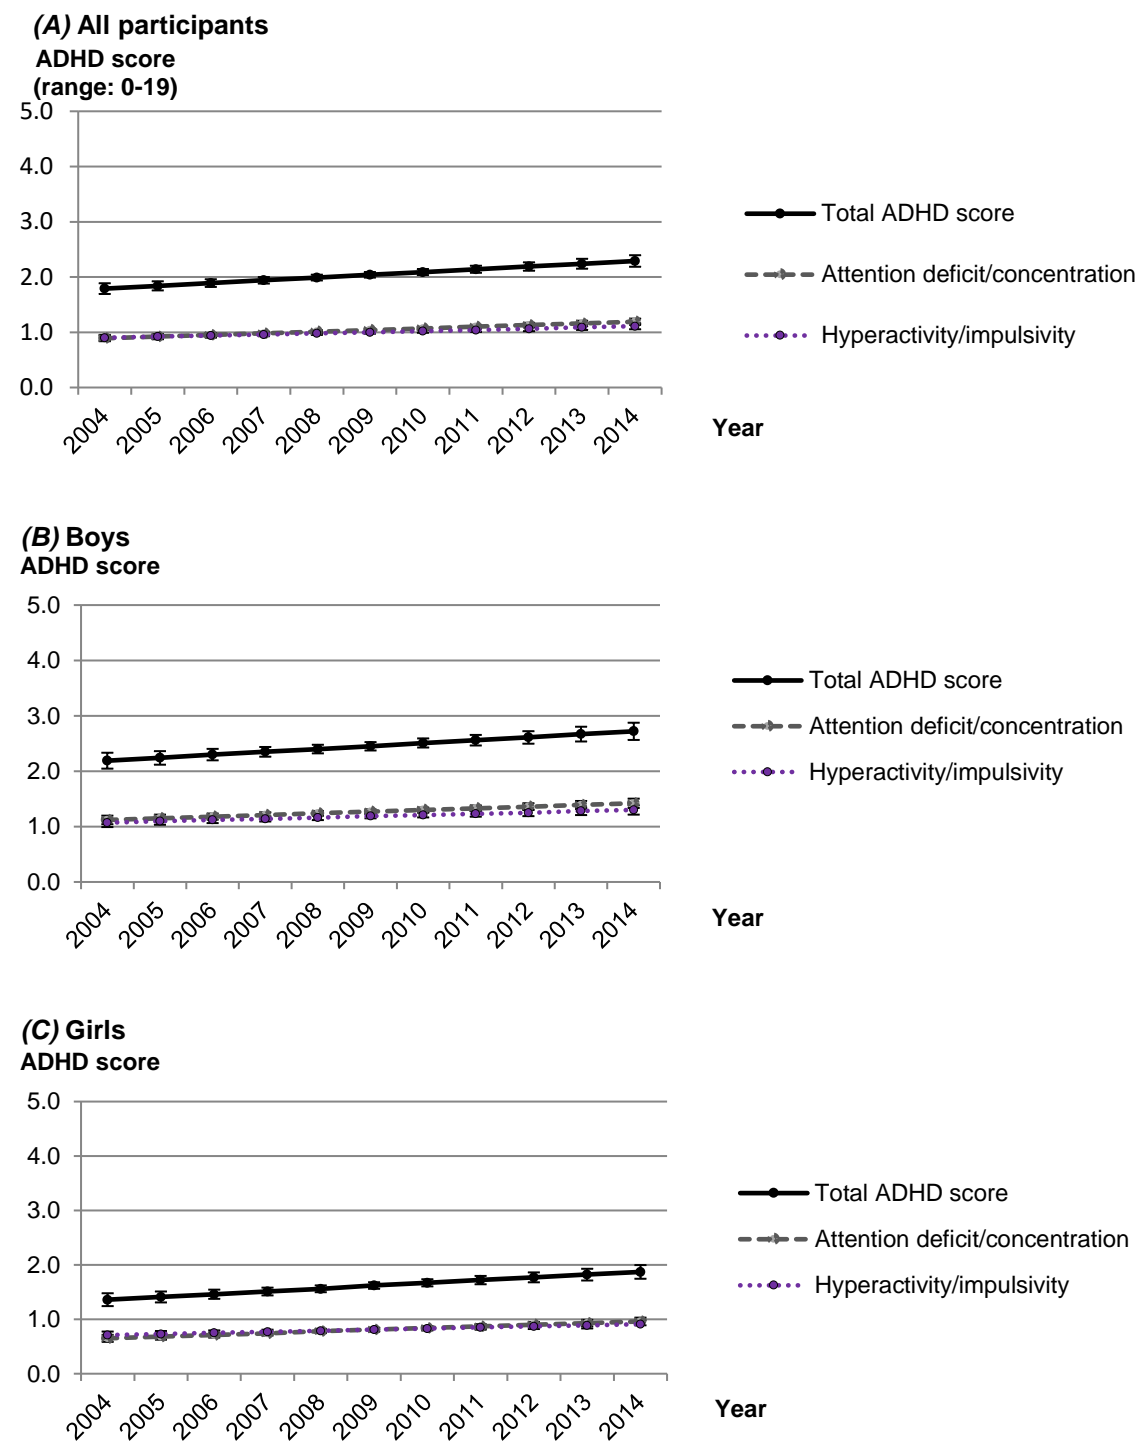 (A) All participants
ADHD score
(range: 0-19)
5.0
4.0
3.0
2.0
1.0
0.0
2004 2005 2006 2007 2008 2009 2010 2011 2012 2013 2014
Year
Total ADHD score
Attention deficit/concentration
Hyperactivity/impulsivity
(B) Boys
ADHD score
5.0
4.0
3.0
2.0
1.0
0.0
2004 2005 2006 2007 2008 2009 2010 2011 2012 2013 2014
Year
Total ADHD score
Attention deficit/concentration
Hyperactivity/impulsivity
(C) Girls
ADHD score
5.0
4.0
3.0
2.0
1.0
0.0
2004 2005 2006 2007 2008 2009 2010 2011 2012 2013 2014
Year
Total ADHD score
Attention deficit/concentration
Hyperactivity/impulsivity